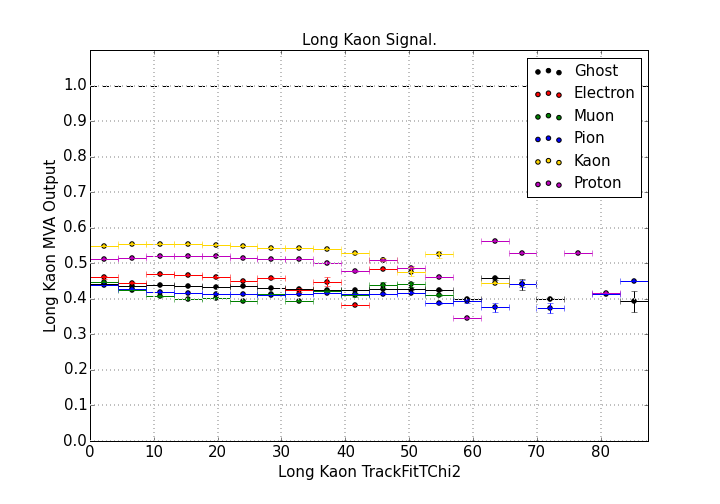 Long Kaon Signal.
Long Kaon MVA Output
1.0
0.9
0.8
0.7
0.6
0.5
0.4
0.3
0.2
0.1
0.0
Ghost
Electron
Muon
Pion
Kaon
Proton
0 10 20 30 40 50 60 70 80
Long Kaon TrackFitTChi2